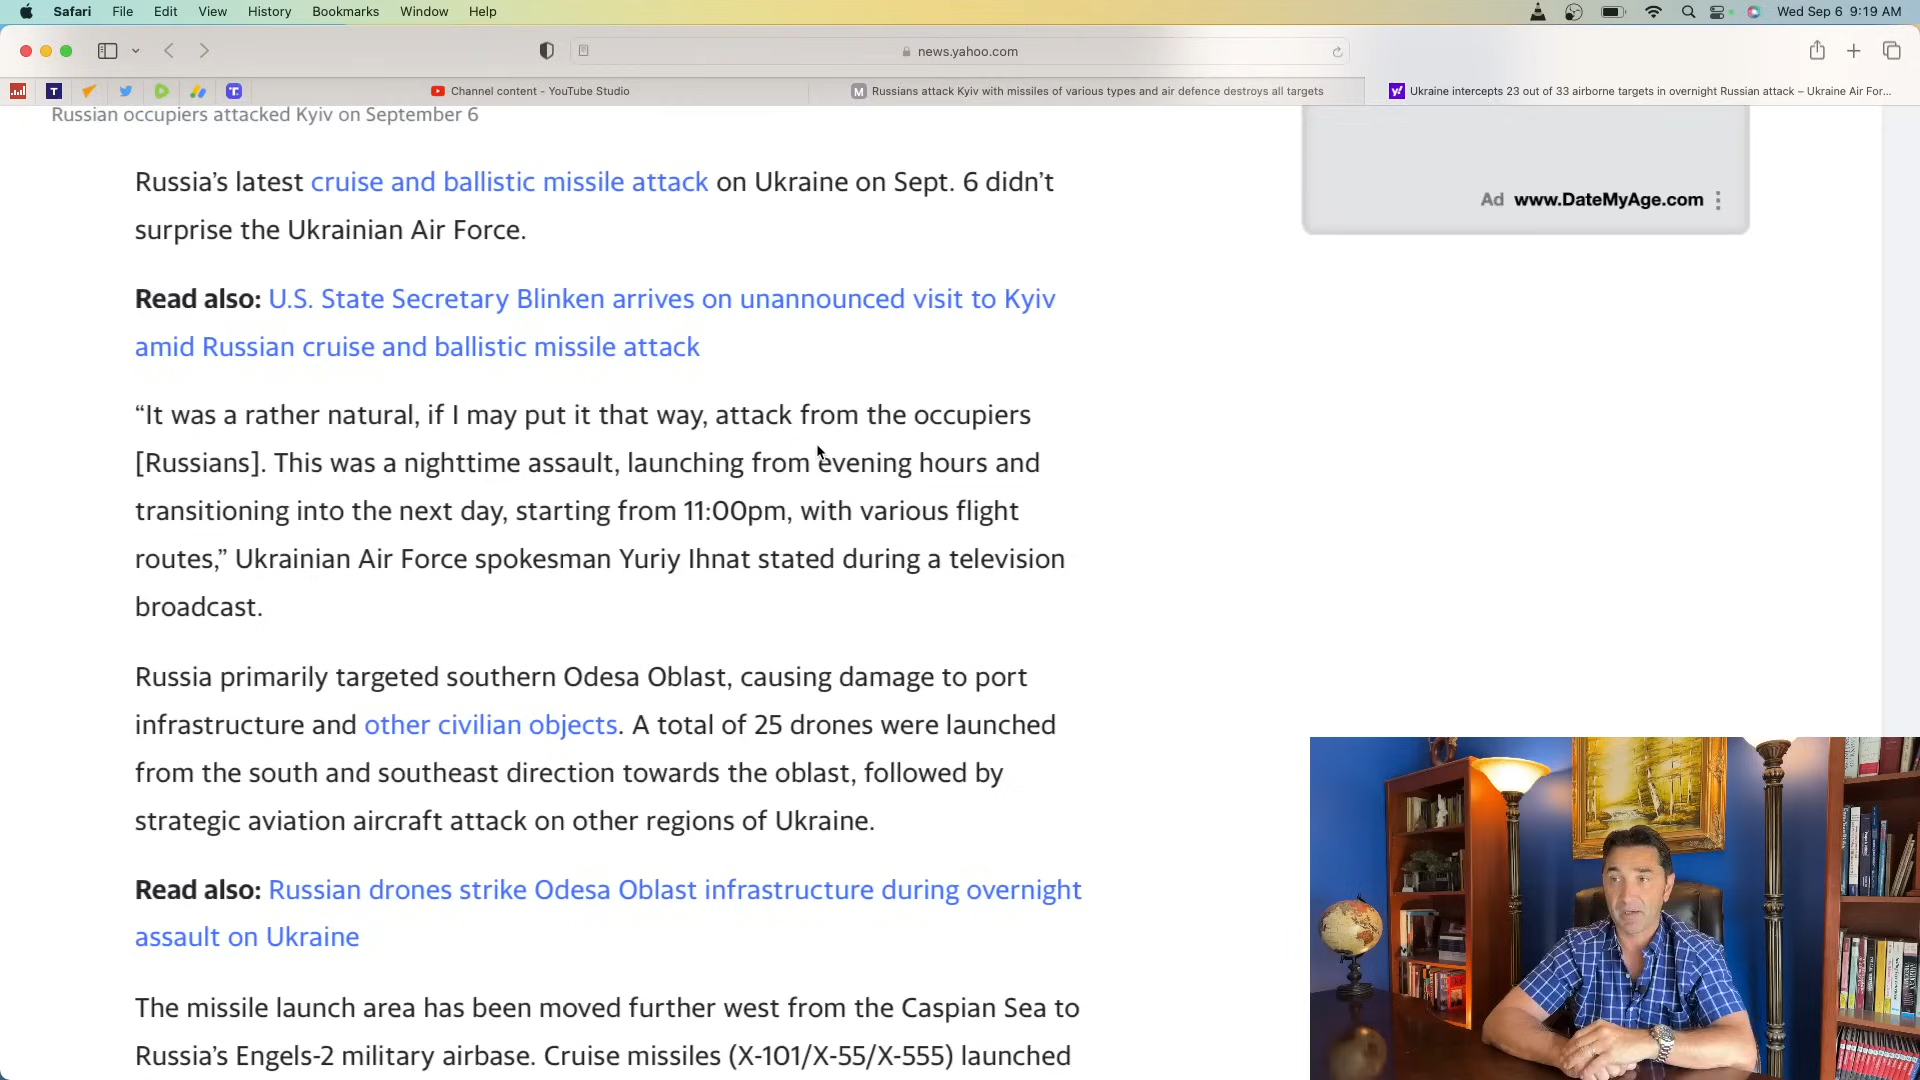 Safari File Edit View History Bookmarks Window Help Wed Sep 6 9:19 AM
news.yahoo.com
Channel content - YouTube Studio
Russians attack Kyiv with missiles of various types and air defence destroys all targets
Ukraine intercepts 23 out of 33 airborne targets in overnight Russian attack – Ukraine Air For...
Russian occupiers attacked Kyiv on September 6
Ad www.DateMyAge.com
Russia’s latest cruise and ballistic missile attack on Ukraine on Sept. 6 didn’t
surprise the Ukrainian Air Force.
Read also: U.S. State Secretary Blinken arrives on unannounced visit to Kyiv
amid Russian cruise and ballistic missile attack
“It was a rather natural, if I may put it that way, attack from the occupiers
[Russians]. This was a nighttime assault, launching from evening hours and
transitioning into the next day, starting from 11:00pm, with various flight
routes,” Ukrainian Air Force spokesman Yuriy Ihnat stated during a television
broadcast.
Russia primarily targeted southern Odesa Oblast, causing damage to port
infrastructure and other civilian objects. A total of 25 drones were launched
from the south and southeast direction towards the oblast, followed by
strategic aviation aircraft attack on other regions of Ukraine.
Read also: Russian drones strike Odesa Oblast infrastructure during overnight
assault on Ukraine
The missile launch area has been moved further west from the Caspian Sea to
Russia’s Engels-2 military airbase. Cruise missiles (X-101/X-55/X-555) launched